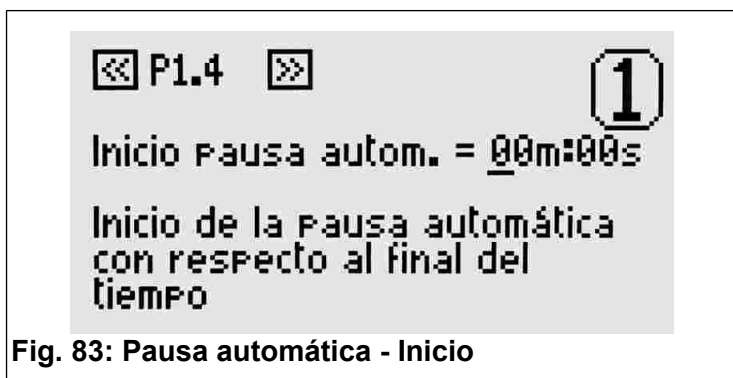 « P1.4 » 1
Inicio pausa autom. = 00m:00s
Inicio de la pausa automática
con respecto al final del
tiempo
Fig. 83: Pausa automática - Inicio